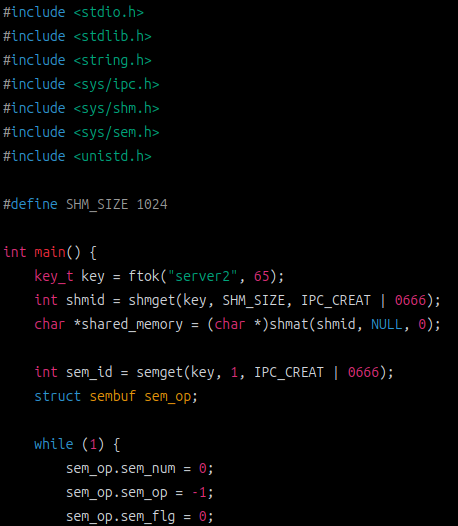 #include <stdio.h>
#include <stdlib.h>
#include <string.h>
#include <sys/ipc.h>
#include <sys/shm.h>
#include <sys/sem.h>
#include <unistd.h>

#define SHM_SIZE 1024

int main() {
    key_t key = ftok("server2", 65);
    int shmid = shmget(key, SHM_SIZE, IPC_CREAT | 0666);
    char *shared_memory = (char *)shmat(shmid, NULL, 0);

    int sem_id = semget(key, 1, IPC_CREAT | 0666);
    struct sembuf sem_op;

    while (1) {
        sem_op.sem_num = 0;
        sem_op.sem_op = -1;
        sem_op.sem_flg = 0;